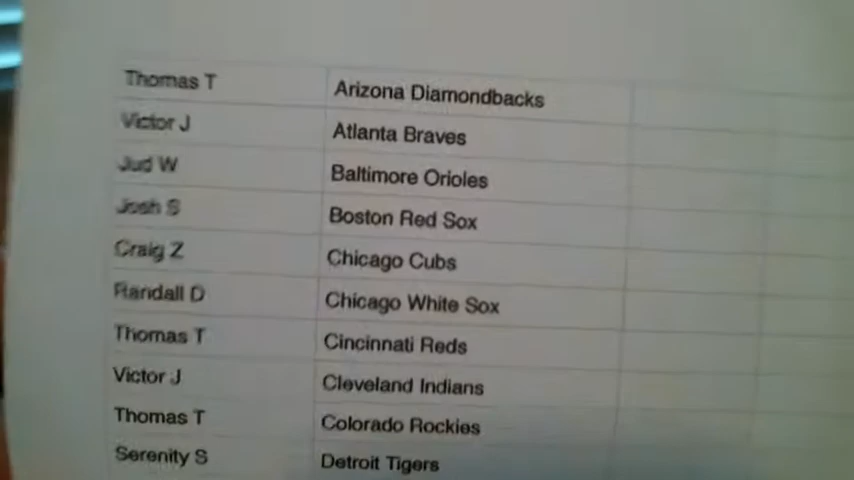 Thomas T Arizona Diamondbacks
Victor J Atlanta Braves
Jud W Baltimore Orioles
Josh S Boston Red Sox
Craig Z Chicago Cubs
Randall D Chicago White Sox
Thomas T Cincinnati Reds
Victor J Cleveland Indians
Thomas T Colorado Rockies
Serenity S Detroit Tigers